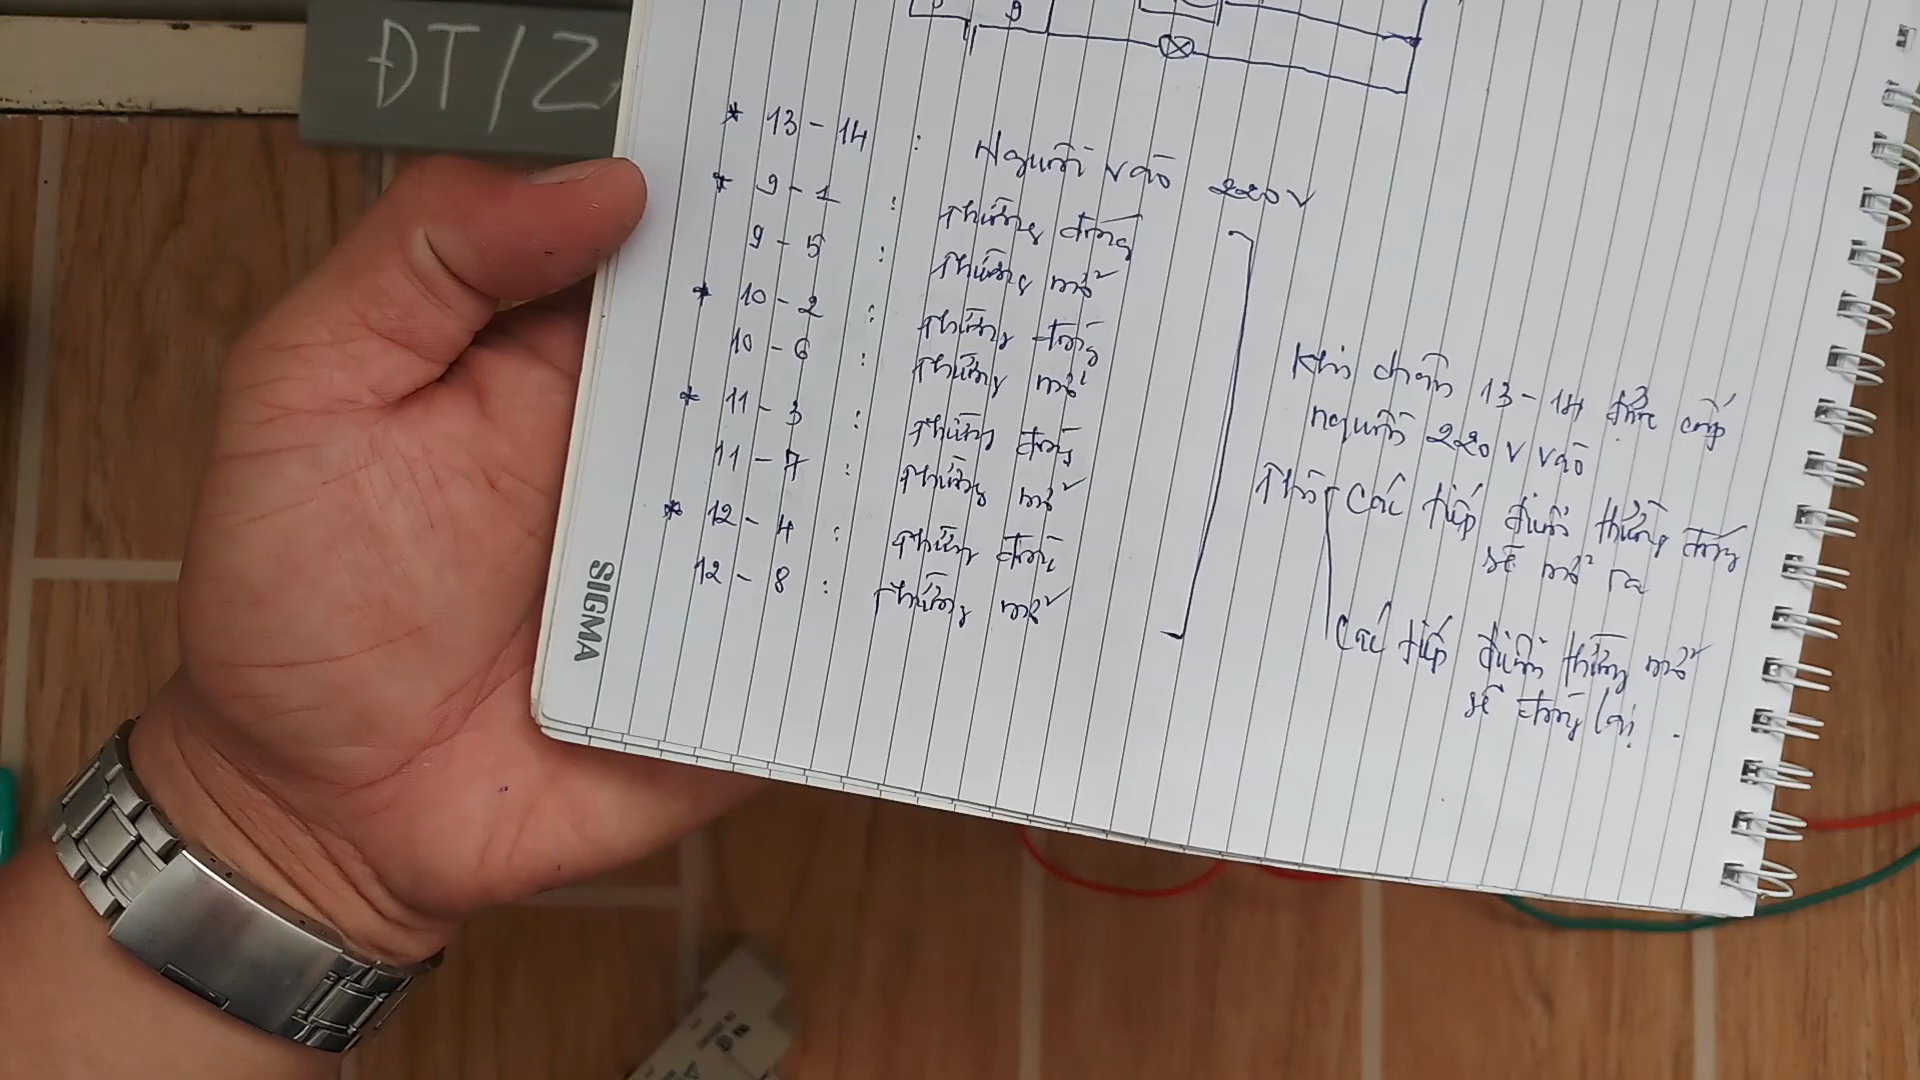 ĐT/Z
* 13 - 14 : Nguồn vào 220V
* 9 - 1 : Thường đóng
9 - 5 : Thường mở
* 10 - 2 : Thường đóng
10 - 6 : Thường mở
* 11 - 3 : Thường đóng
11 - 7 : Thường mở
* 12 - 4 : Thường đóng
12 - 8 : Thường mở
Khi chân 13 - 14 được cấp
nguồn 220V vào
Thì Các tiếp điểm thường đóng
sẽ mở ra
Các tiếp điểm thường mở
sẽ đóng lại.
SIGMA